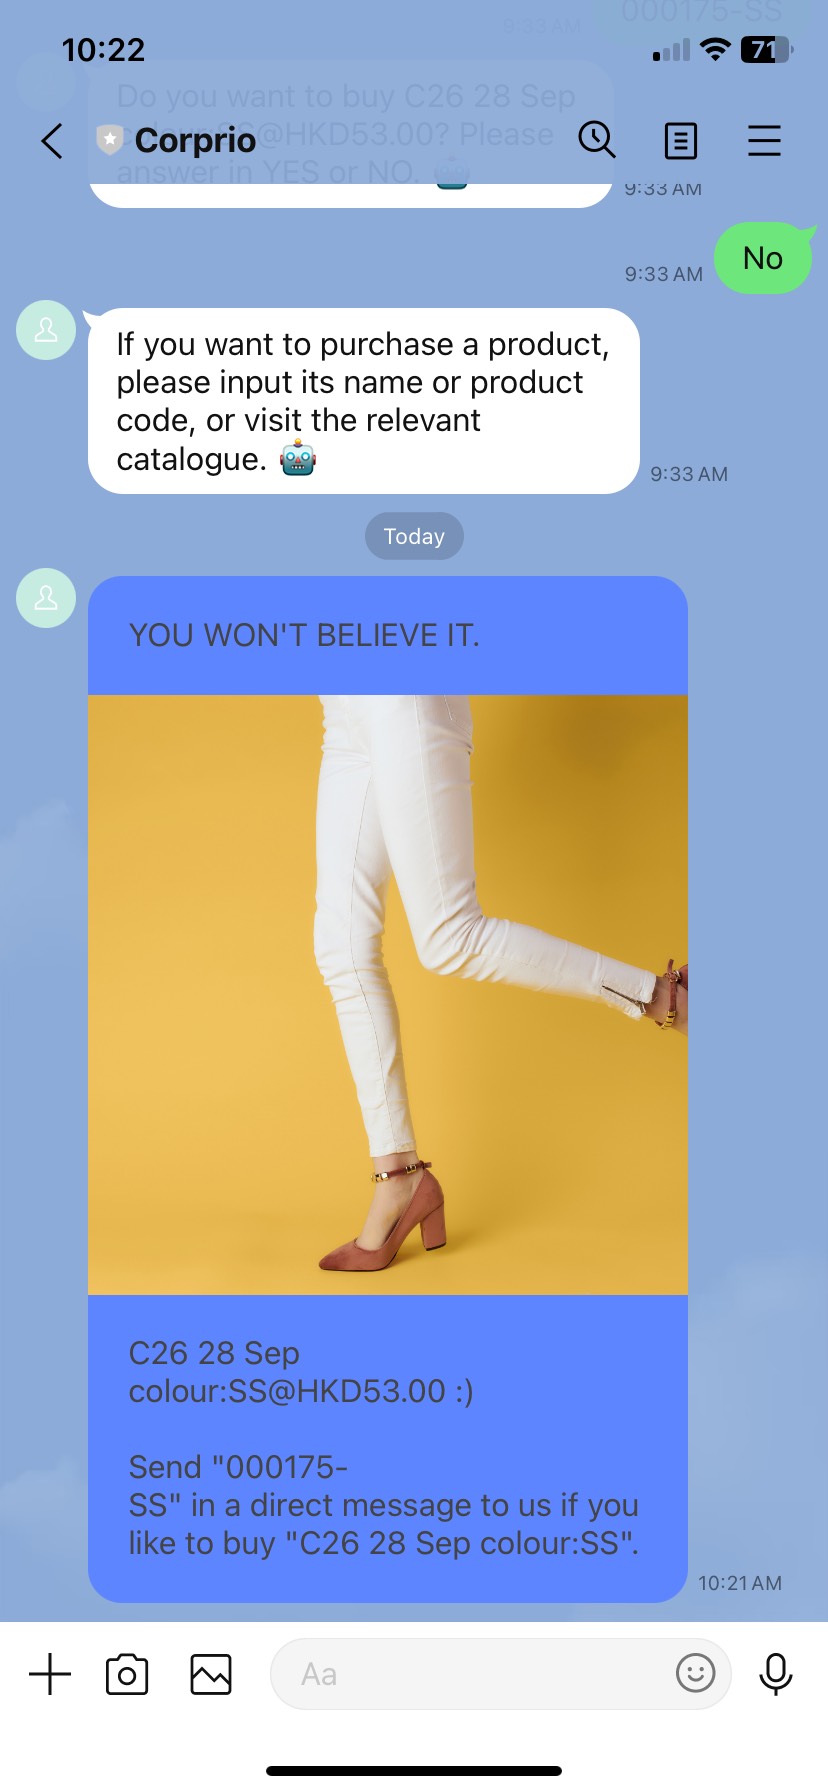 9:33 AM
000175-SS
10:22
71
Do you want to buy C26 28 Sep
Corprio
colour:SS@HKD53.00? Please
answer in YES or NO.
9:33 AM
No
9:33 AM
If you want to purchase a product,
please input its name or product
code, or visit the relevant
catalogue.
9:33 AM
Today
YOU WON'T BELIEVE IT.
C26 28 Sep
colour:SS@HKD53.00 :)
Send "000175-
SS" in a direct message to us if you
like to buy "C26 28 Sep colour:SS".
10:21 AM
Aa